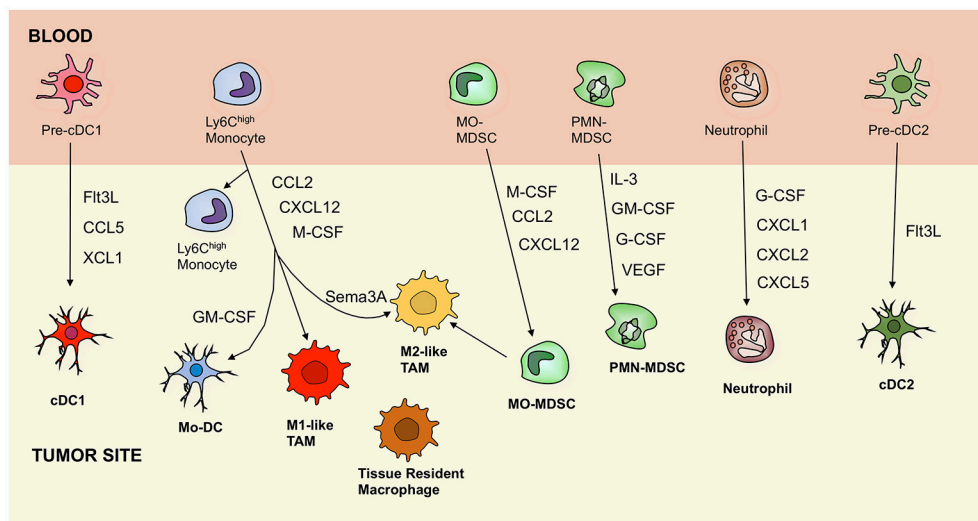 BLOOD
Pre-cDC1
Ly6Chigh
Monocyte
MO-
MDSC
PMN-
MDSC
Neutrophil
Pre-cDC2
Flt3L
CCL5
XCL1
CCL2
CXCL12
M-CSF
Ly6Chigh
Monocyte
M-CSF
CCL2
CXCL12
IL-3
GM-CSF
G-CSF
VEGF
G-CSF
CXCL1
CXCL2
CXCL5
Flt3L
GM-CSF
Sema3A
cDC1
Mo-DC
M1-like
TAM
M2-like
TAM
MO-MDSC
PMN-MDSC
Neutrophil
cDC2
TUMOR SITE
Tissue Resident
Macrophage